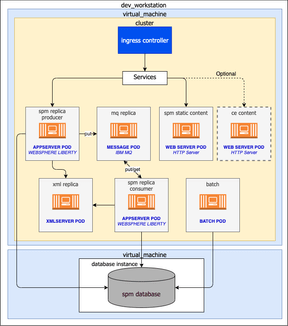 dev_workstation
virtual_machine
cluster
ingress controller
Services
Optional
spm replica
producer
APPSERVER POD
WEBSPHERE LIBERTY
put
mq replica
MESSAGE POD
IBM MQ
spm static content
WEB SERVER POD
HTTP Server
ce content
WEB SERVER POD
HTTP Server
put/get
xml replica
XMLSERVER POD
spm replica
consumer
APPSERVER POD
WEBSPHERE LIBERTY
batch
BATCH POD
virtual_machine
database instance
spm database